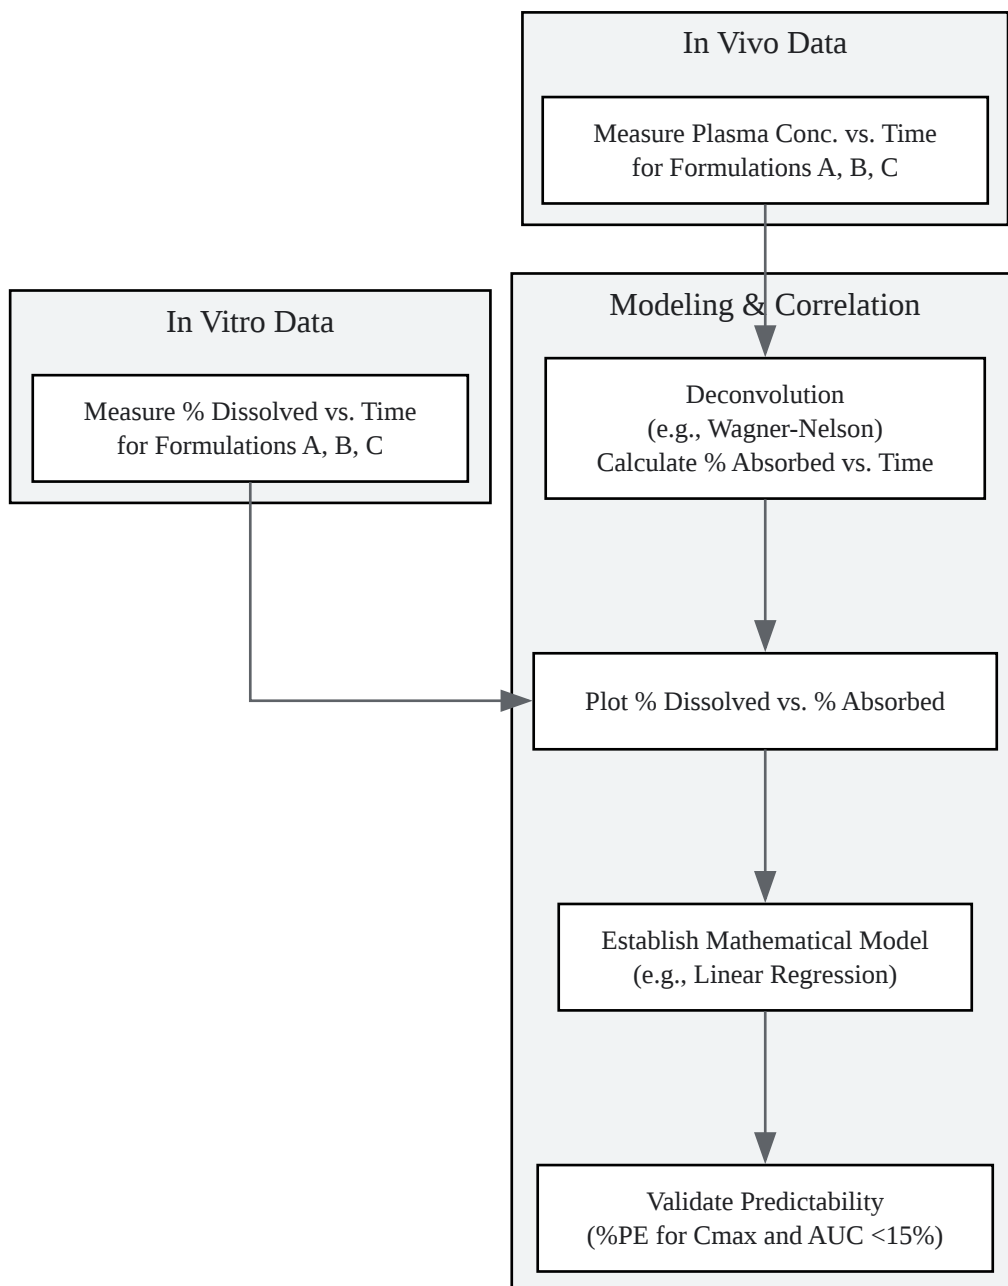 In Vivo Data
Measure Plasma Conc. vs. Time
for Formulations A, B, C
In Vitro Data
Measure % Dissolved vs. Time
for Formulations A, B, C
Modeling & Correlation
Deconvolution
(e.g., Wagner-Nelson)
Calculate % Absorbed vs. Time
Plot % Dissolved vs. % Absorbed
Establish Mathematical Model
(e.g., Linear Regression)
Validate Predictability
(%PE for Cmax and AUC <15%)